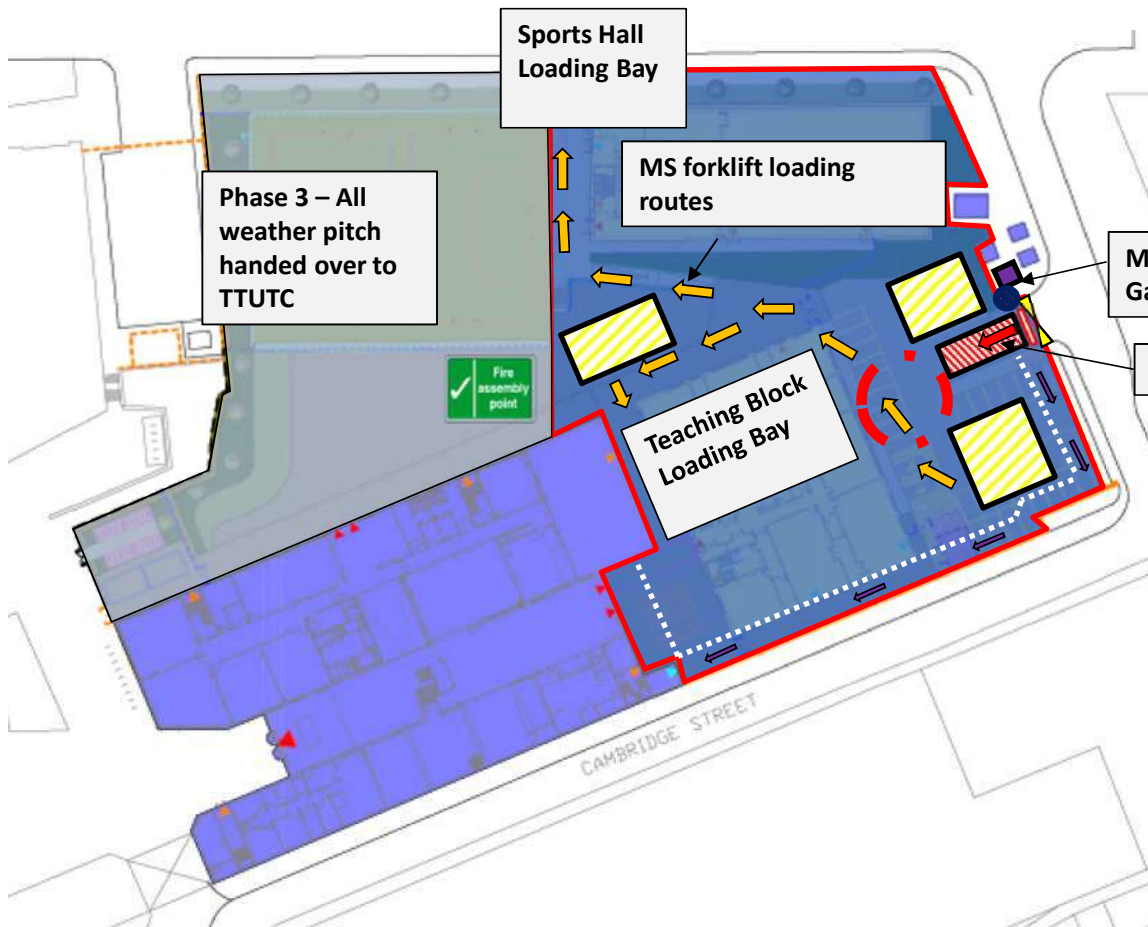 Sports Hall
Loading Bay
MS forklift loading
routes
Phase 3 – All
weather pitch
handed over to
TTUTC
M
Ga
Fire
assembly
point
Teaching Block
Loading Bay
CAMBRIDGE STREET